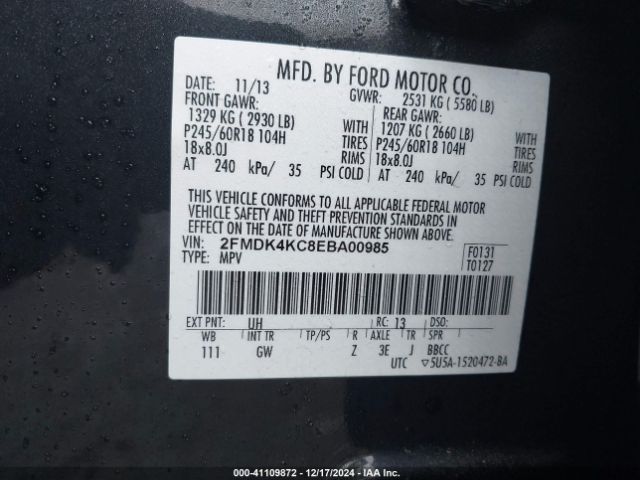 MFD. BY FORD MOTOR CO.
DATE: 11/13 GVWR: 2531 KG ( 5580 LB)
FRONT GAWR: REAR GAWR:
1329 KG ( 2930 LB) WITH 1207 KG ( 2660 LB) WITH
P245/60R18 104H TIRES P245/60R18 104H TIRES
18x8.0J RIMS 18x8.0J RIMS
AT 240 kPa/ 35 PSI COLD AT 240 kPa/ 35 PSI COLD
THIS VEHICLE CONFORMS TO ALL APPLICABLE FEDERAL MOTOR
VEHICLE SAFETY AND THEFT PREVENTION STANDARDS IN
EFFECT ON THE DATE OF MANUFACTURE SHOWN ABOVE.
VIN: 2FMDK4KC8EBA00985 F0131
TYPE: MPV T0127
EXT PNT: UH RC: 13 DSO:
WB INT TR TP/PS R AXLE TR SPR
111 GW Z 3E J BBCC
UTC ▽5U5A-1520472-BA
000-41109872 - 12/17/2024 - IAA